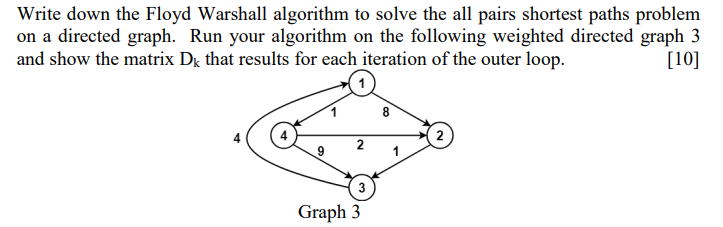 Write down the Floyd Warshall algorithm to solve the all pairs shortest paths problem
on a directed graph. Run your algorithm on the following weighted directed graph 3
and show the matrix Dk that results for each iteration of the outer loop. [10]
1
1 8
4 4 2
9 2 1
3
Graph 3